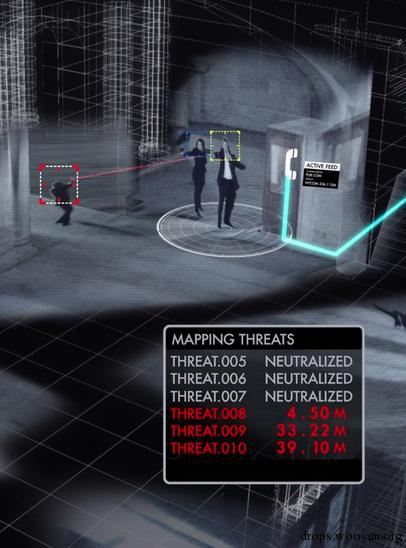 ACTIVE FEED
MAPPING THREATS
THREAT.005 NEUTRALIZED
THREAT.006 NEUTRALIZED
THREAT.007 NEUTRALIZED
THREAT.008 4.50 M
THREAT.009 33.22 M
THREAT.010 39.10 M
drops.wooyun.org